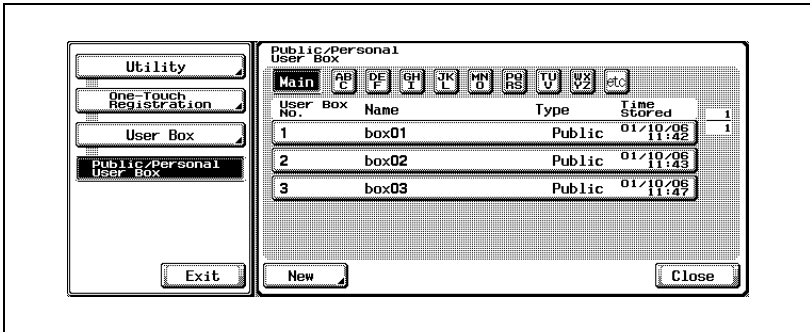 Utility
One-Touch
Registration
User Box
Public/Personal
User Box
Exit
Public/Personal
User Box
Main
AB
C
DE
F
GH
I
JK
L
MN
O
PQ
RS
TU
V
WX
YZ
etc
User Box
No.
Name
Type
Time
stored
1
1
1 box01 Public 01/10/06
11:42
2 box02 Public 01/10/06
11:43
3 box03 Public 01/10/06
11:47
New
Close